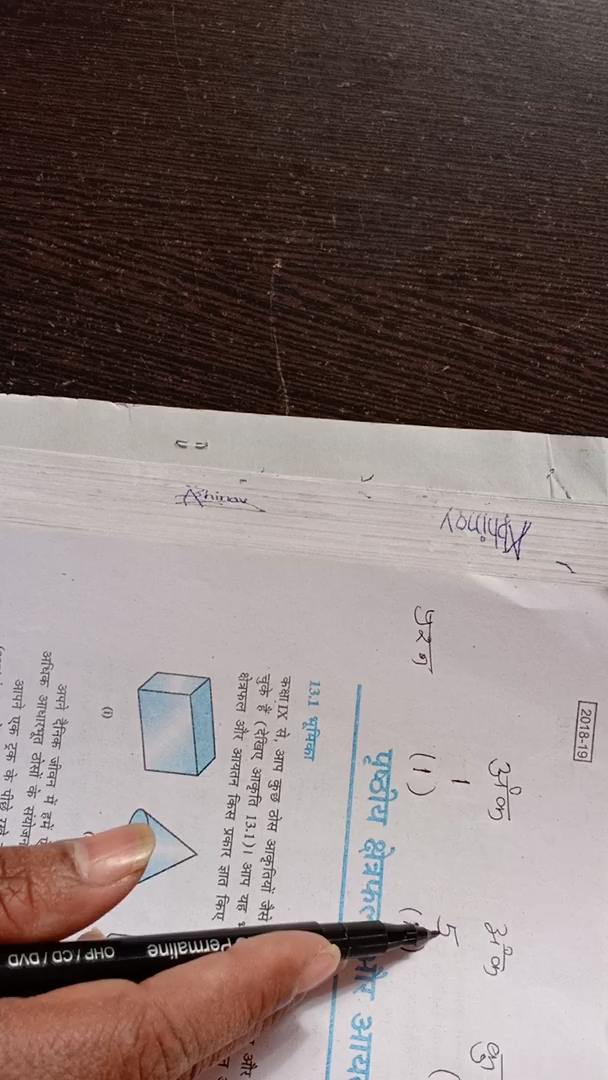 2018-19
अंक अंक
1 5
प्रश्न (1)
पृष्ठीय क्षेत्रफल और आयत
13.1 भूमिका
कक्षा IX से, आप कुछ ठोस आकृतियों जैसे
चुके हैं (देखिए आकृति 13.1)। आप यह
क्षेत्रफल और आयतन किस प्रकार ज्ञात किए
(i)
अपने दैनिक जीवन में हमें
अधिक आधारभूत ठोसों के
आपने एक ट्रक के पीछे रखे
Abhinav
Abhinav
Permaline
OHP / CD / DVD